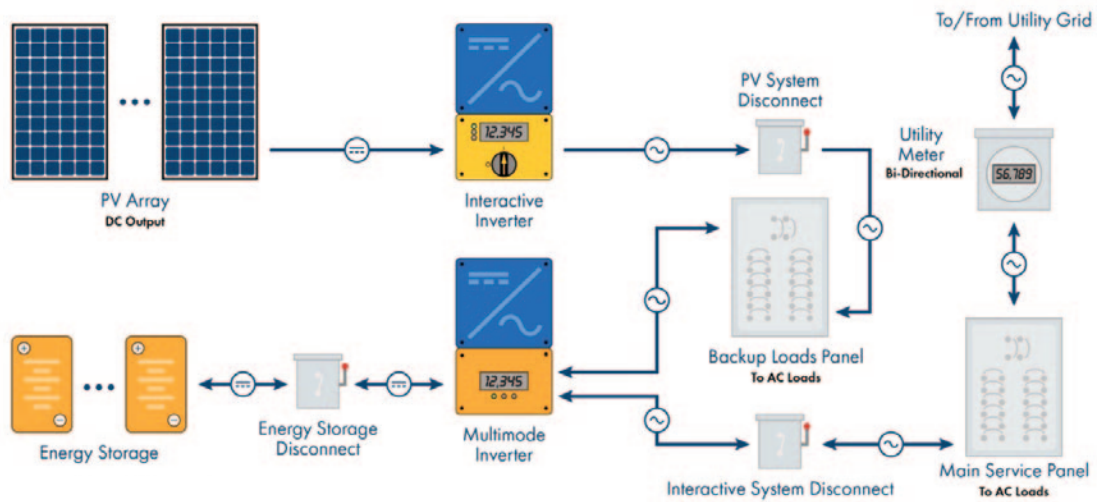 To/From Utility Grid
PV System
Disconnect
12,345
Utility
Meter
Bi-Directional
56,789
PV Array
DC Output
Interactive
Inverter
Backup Loads Panel
To AC Loads
12,345
Energy Storage
Energy Storage
Disconnect
Multimode
Inverter
Interactive System Disconnect
Main Service Panel
To AC Loads